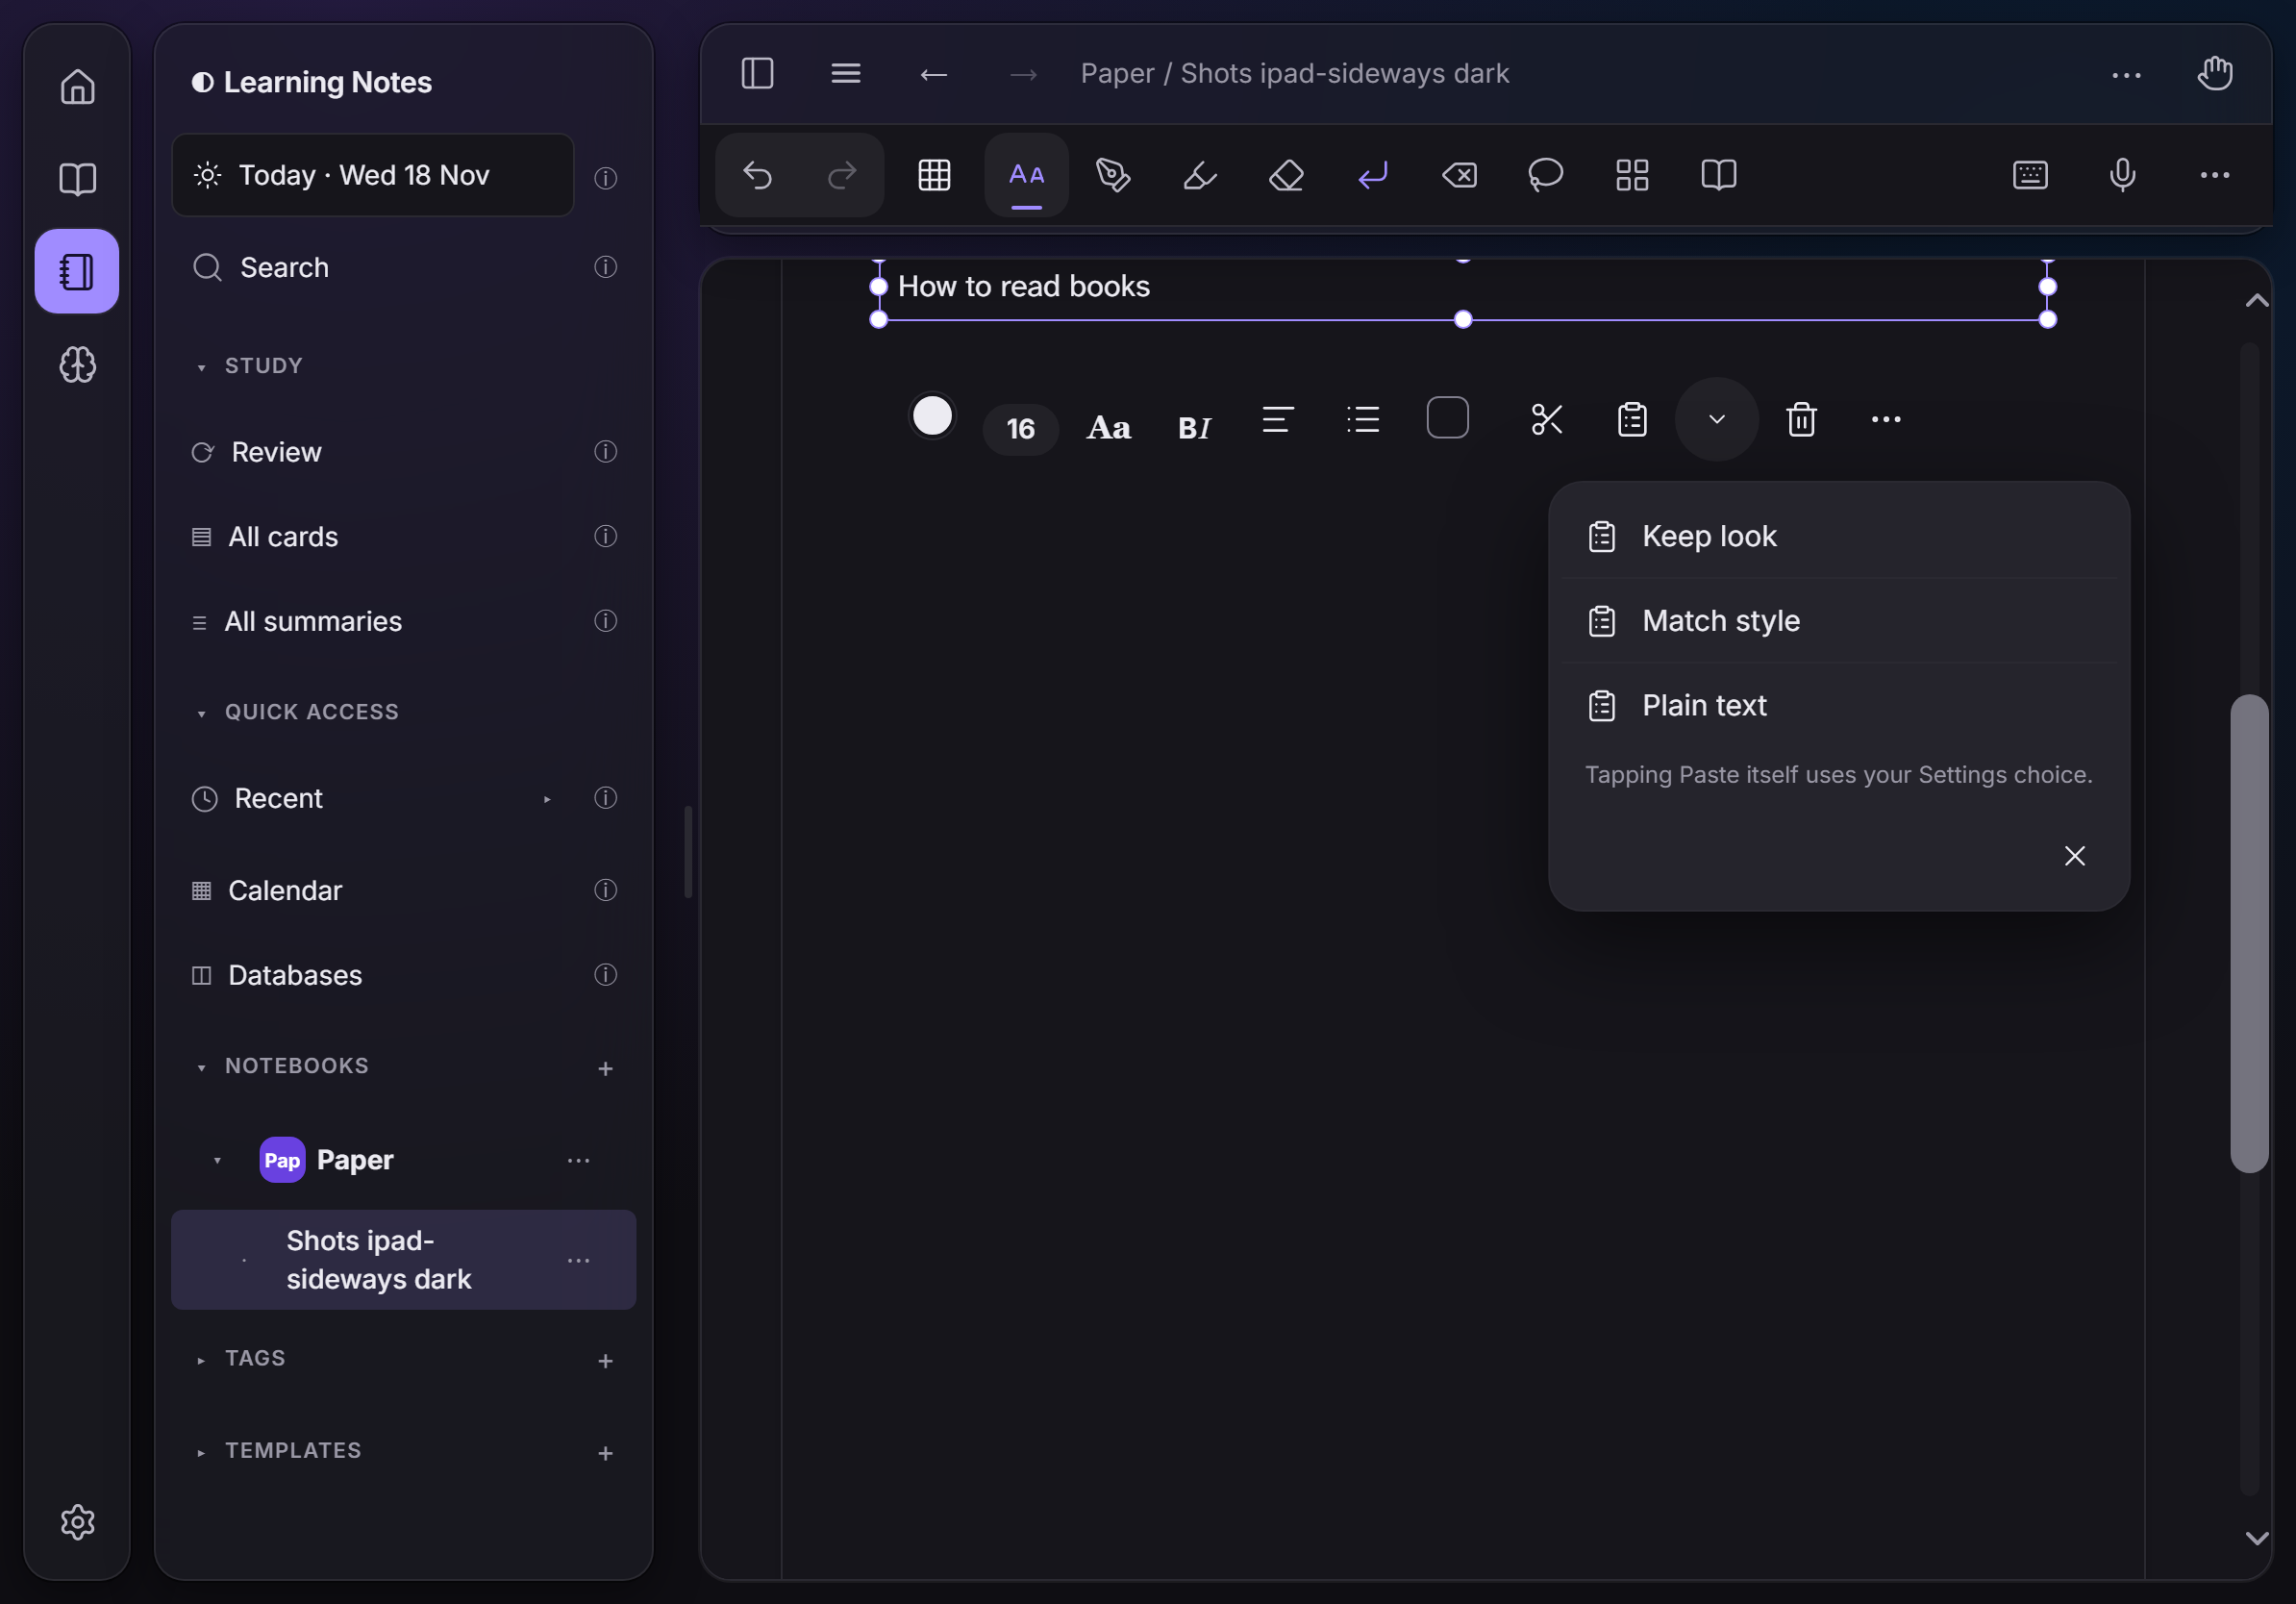 Learning Notes
Today · Wed 18 Nov
Search
STUDY
Review
All cards
All summaries
QUICK ACCESS
Recent
Calendar
Databases
NOTEBOOKS
Pap Paper
Shots ipad-
sideways dark
TAGS
TEMPLATES
Paper / Shots ipad-sideways dark
AA
How to read books
16 Aa BI
Keep look
Match style
Plain text
Tapping Paste itself uses your Settings choice.